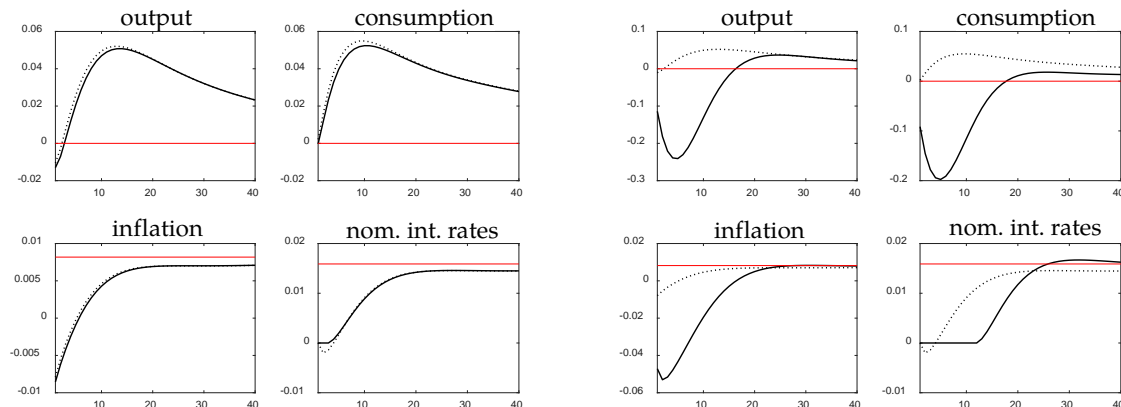 output consumption output consumption
0.06 0.06 0.1 0.1
0.04 0.04 0 0
0.02 0.02 -0.1 -0.1
0 0 -0.2 -0.2
-0.02 -0.02 -0.3
10 20 30 40 10 20 30 40 10 20 30 40 10 20 30 40
inflation nom. int. rates inflation nom. int. rates
0.01 0.02 0.02 0.02
0.005 0.01 0 0.01
0 0 -0.02 0
-0.005 -0.04
-0.01 -0.01 -0.06 -0.01
10 20 30 40 10 20 30 40 10 20 30 40 10 20 30 40